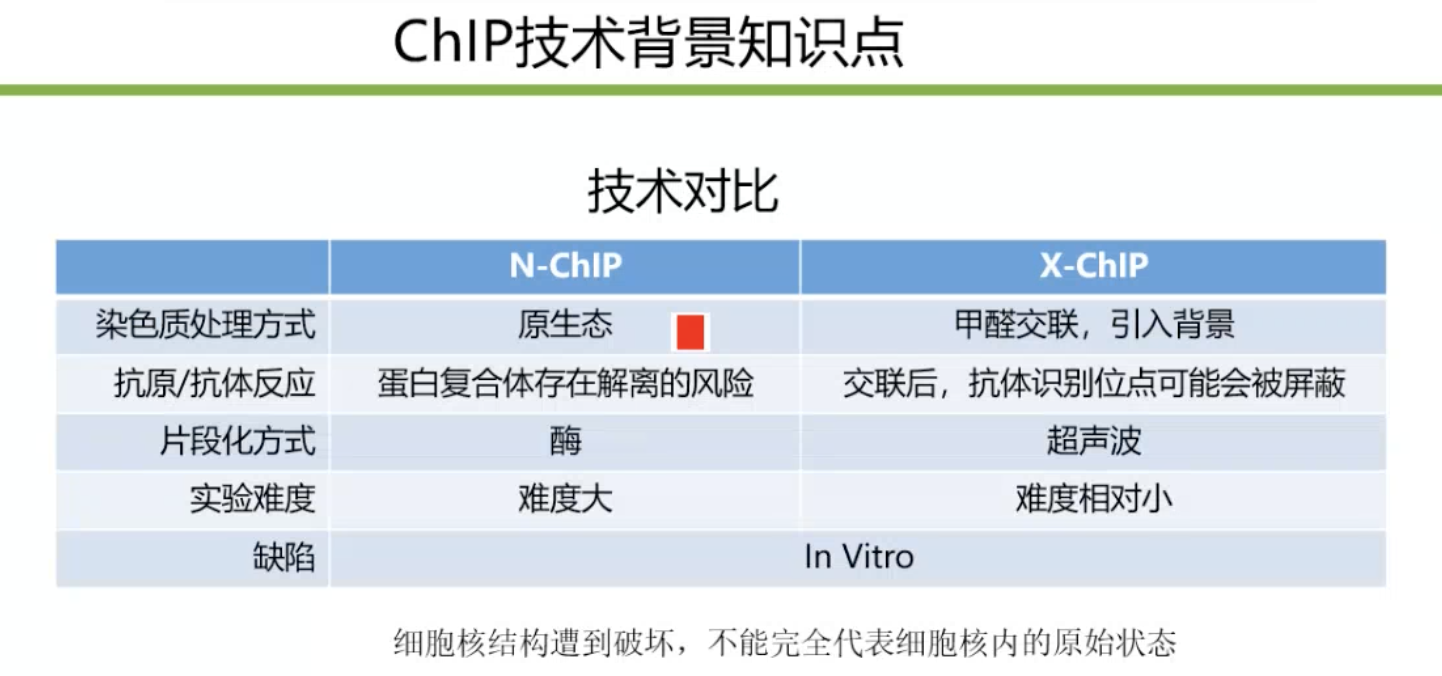 ChIP技术背景知识点
技术对比
N-ChIP X-ChIP
染色质处理方式 原生态 甲醛交联，引入背景
抗原/抗体反应 蛋白复合体存在解离的风险 交联后，抗体识别位点可能会被屏蔽
片段化方式 酶 超声波
实验难度 难度大 难度相对小
缺陷 In Vitro
细胞核结构遭到破坏，不能完全代表细胞核内的原始状态